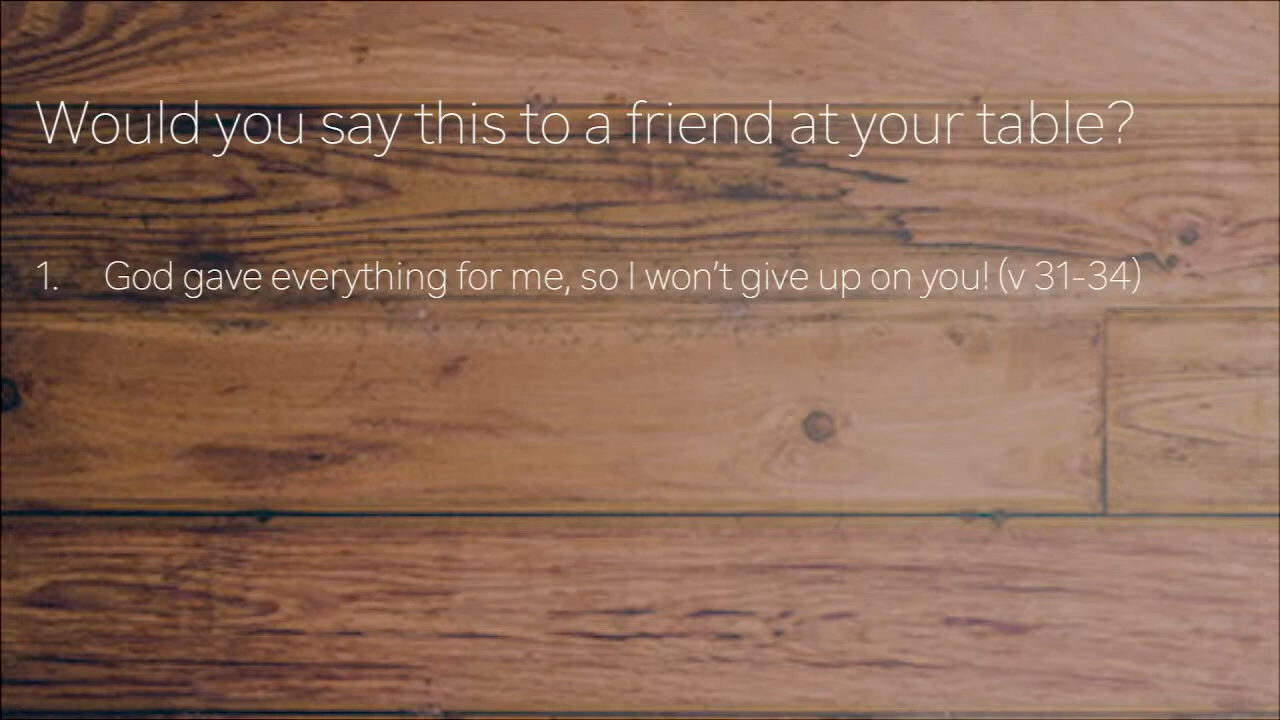 Would you say this to a friend at your table?
1. God gave everything for me, so I won't give up on you! (v 31-34)